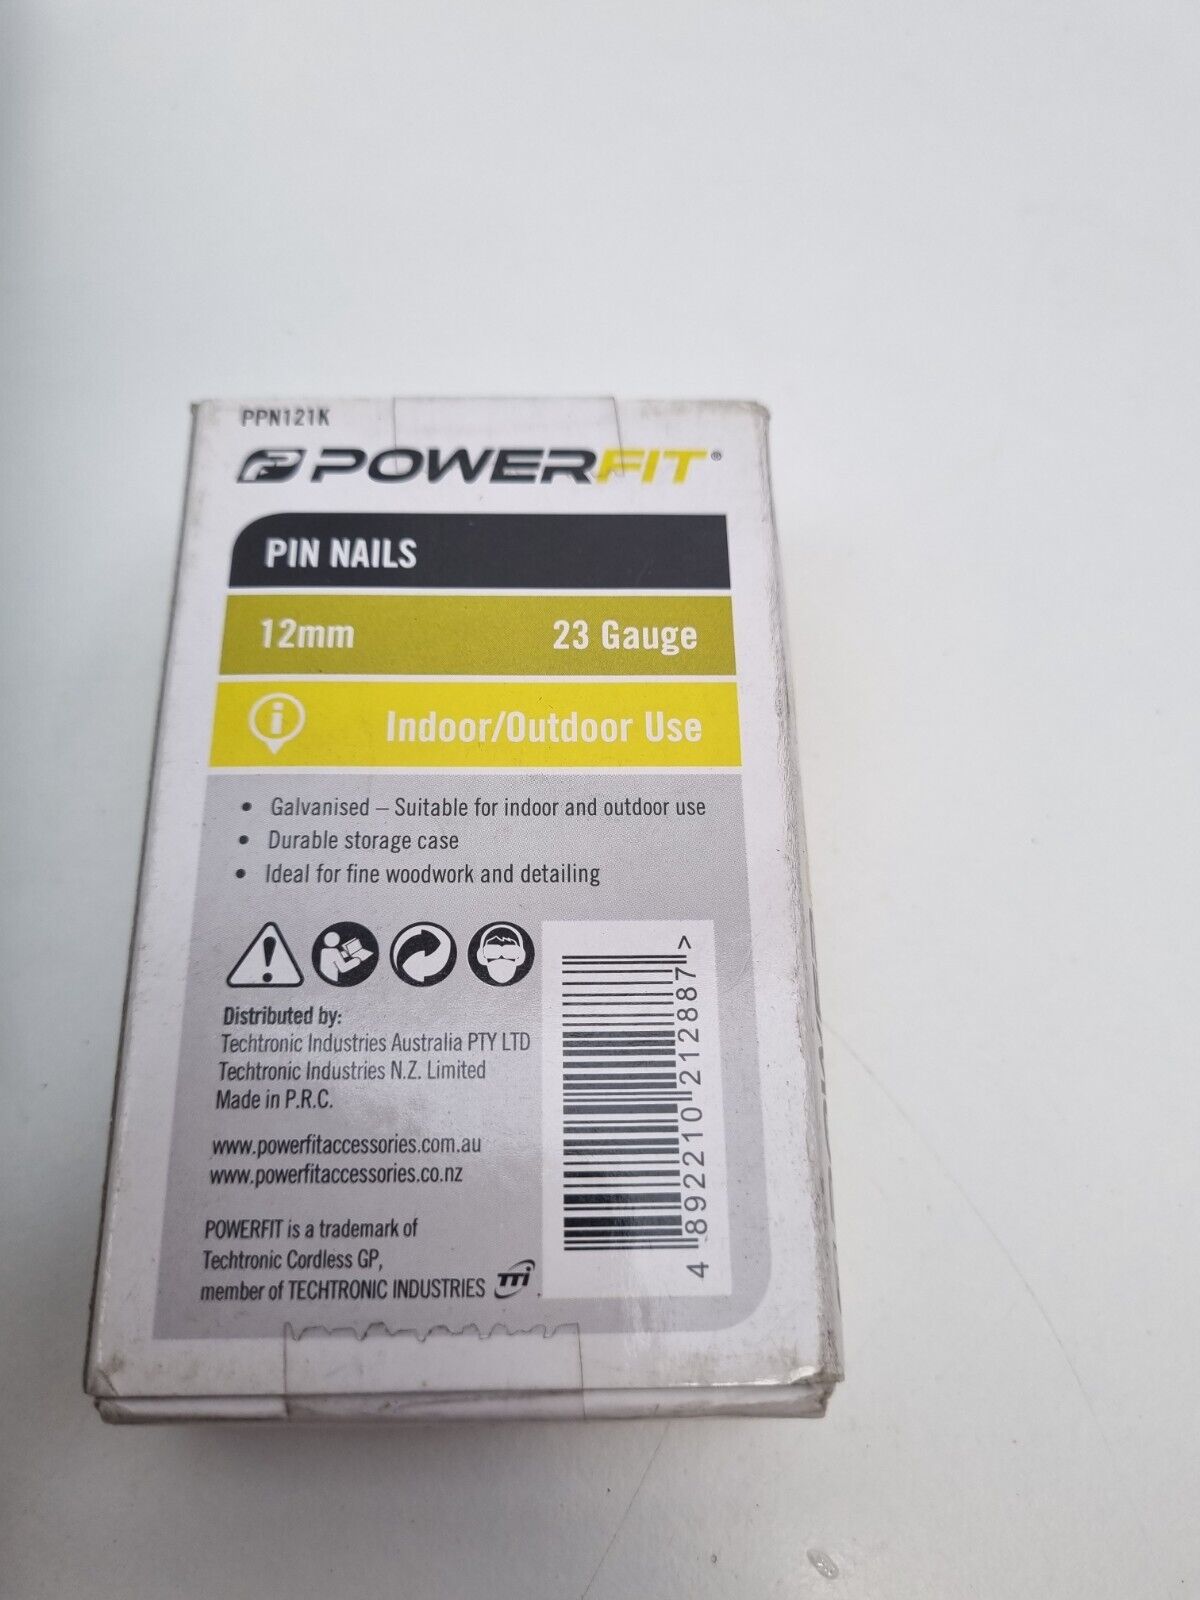 PPN121K
POWERFIT®
PIN NAILS
12mm 23 Gauge
Indoor/Outdoor Use
• Galvanised – Suitable for indoor and outdoor use
• Durable storage case
• Ideal for fine woodwork and detailing
Distributed by:
Techtronic Industries Australia PTY LTD
Techtronic Industries N.Z. Limited
Made in P.R.C.
www.powerfitaccessories.com.au
www.powerfitaccessories.co.nz
POWERFIT is a trademark of
Techtronic Cordless GP,
member of TECHTRONIC INDUSTRIES TTi.
4 892210 212887 >